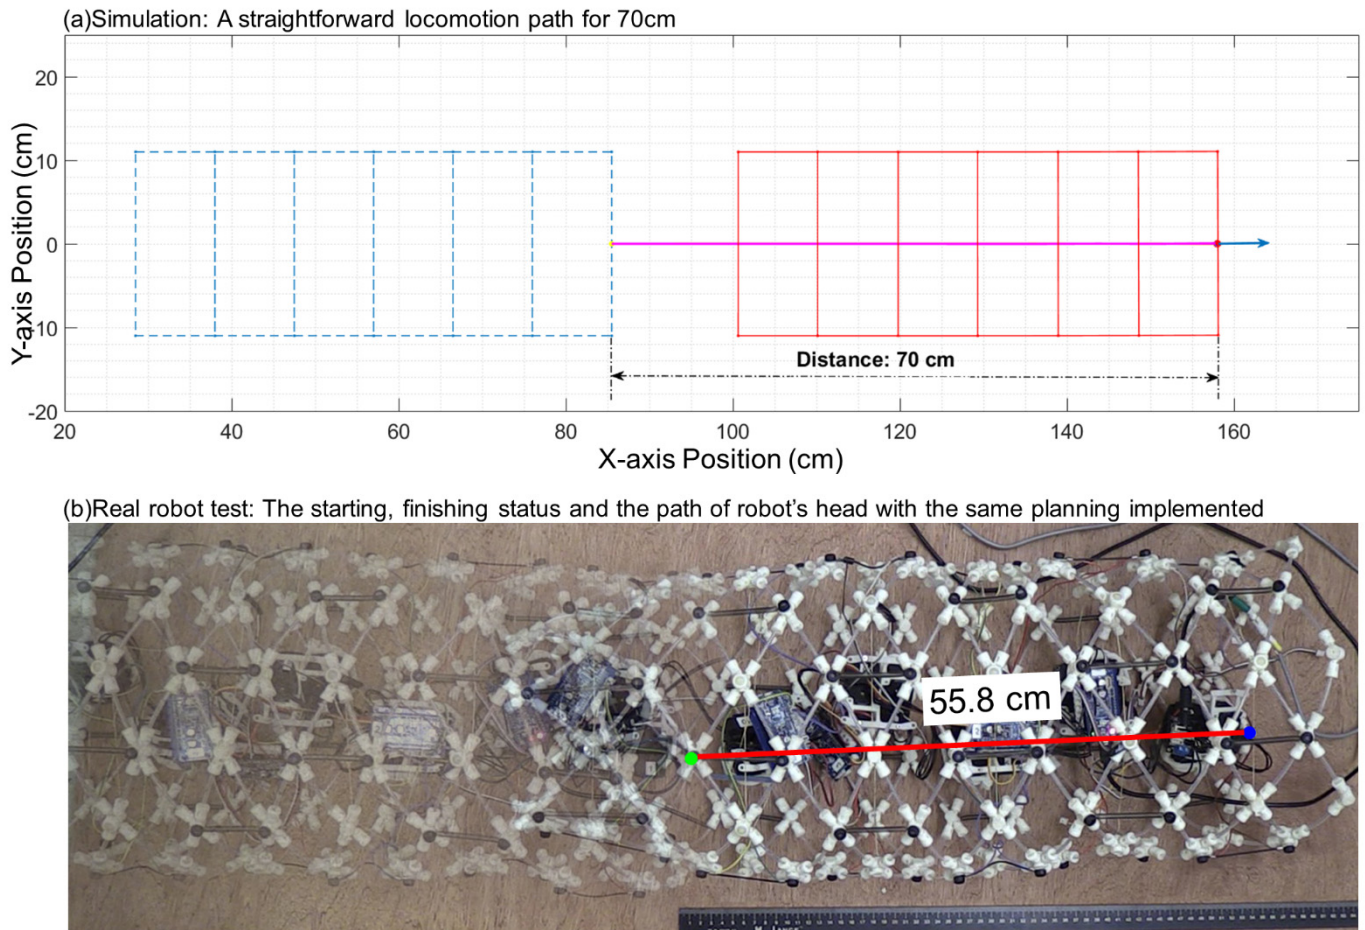 (a)Simulation: A straightforward locomotion path for 70cm
Y-axis Position (cm)
20
10
0
-10
-20
Distance: 70 cm
20 40 60 80 100 120 140 160
X-axis Position (cm)
(b)Real robot test: The starting, finishing status and the path of robot's head with the same planning implemented
55.8 cm